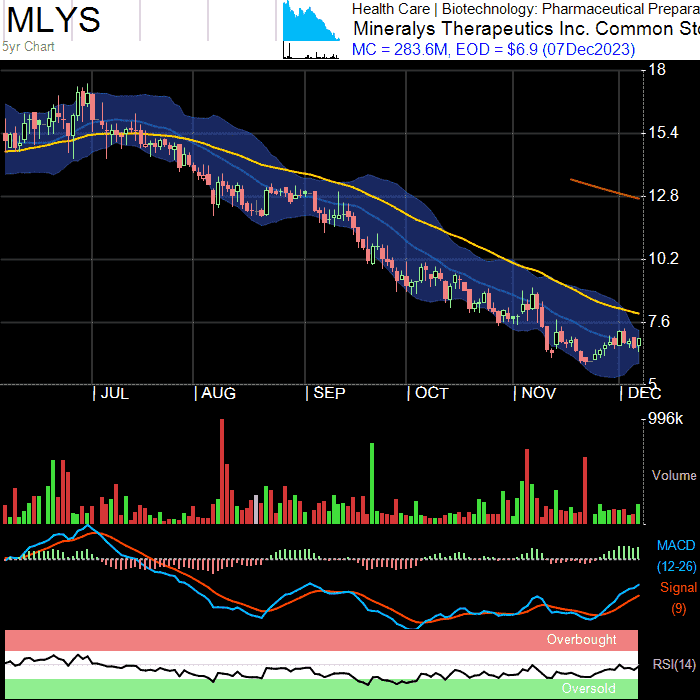 MLYS
5yr Chart
Health Care | Biotechnology: Pharmaceutical Prepara
Mineralys Therapeutics Inc. Common Sto
MC = 283.6M, EOD = $6.9 (07Dec2023)
18
15.4
12.8
10.2
7.6
5
| JUL | AUG | SEP | OCT | NOV | DEC
996k
Volume
MACD
(12-26)
Signal
(9)
Overbought
RSI(14)
Oversold